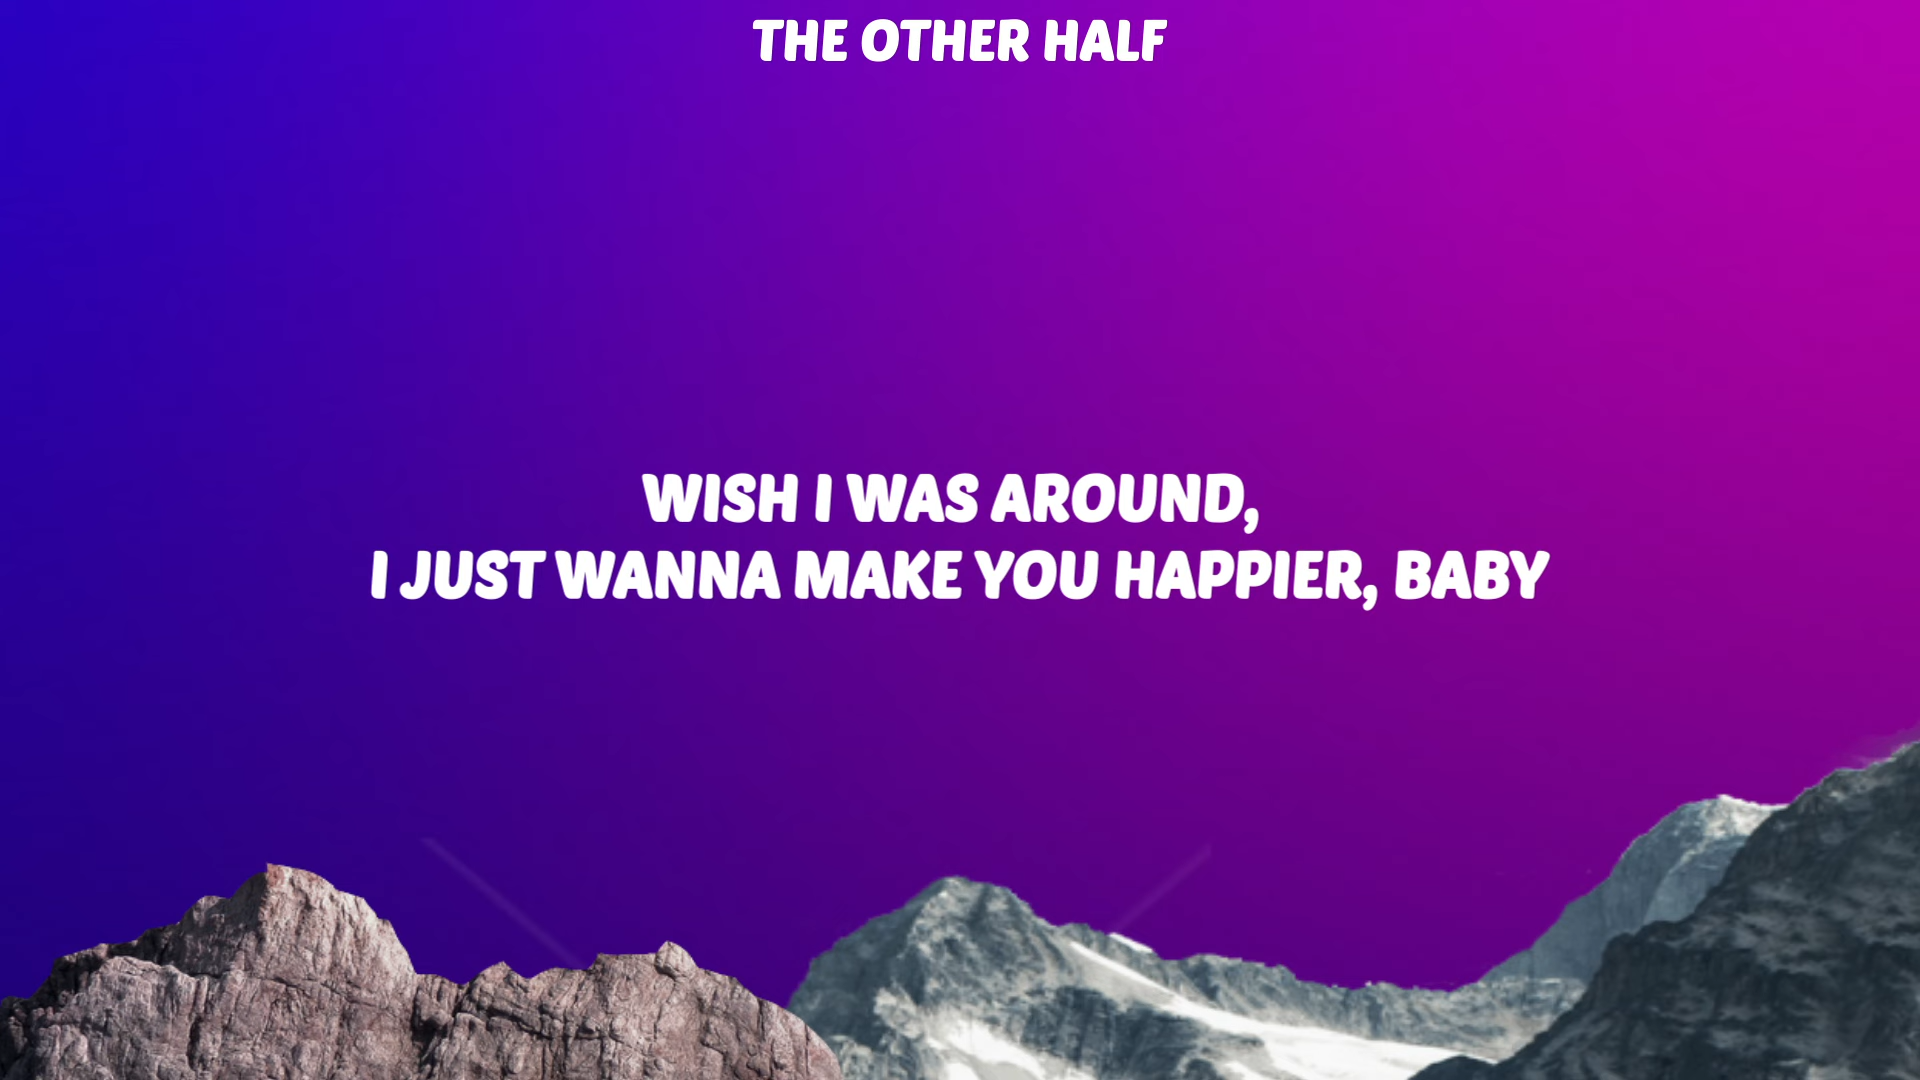 THE OTHER HALF
WISH I WAS AROUND,
I JUST WANNA MAKE YOU HAPPIER, BABY